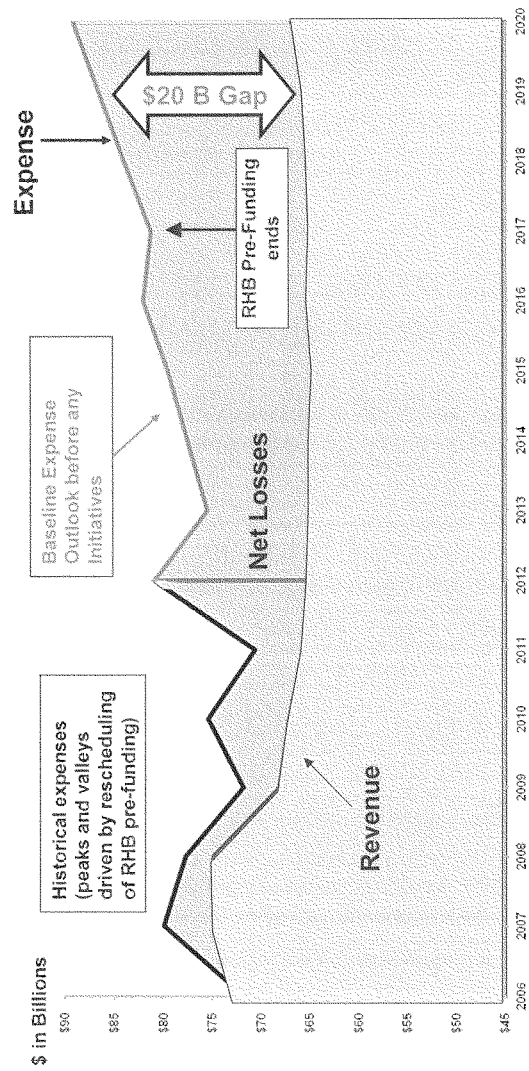 $ in Billions
$90
$85
$80
$75
$70
$65
$60
$55
$50
$45
Historical expenses
(peaks and valleys
driven by rescheduling
of RHB pre-funding)
Baseline Expense
Outlook before any
Initiatives
Expense
$20 B Gap
RHB Pre-Funding
ends
Net Losses
Revenue
2006
2007
2008
2009
2010
2011
2012
2013
2014
2015
2016
2017
2018
2019
2020